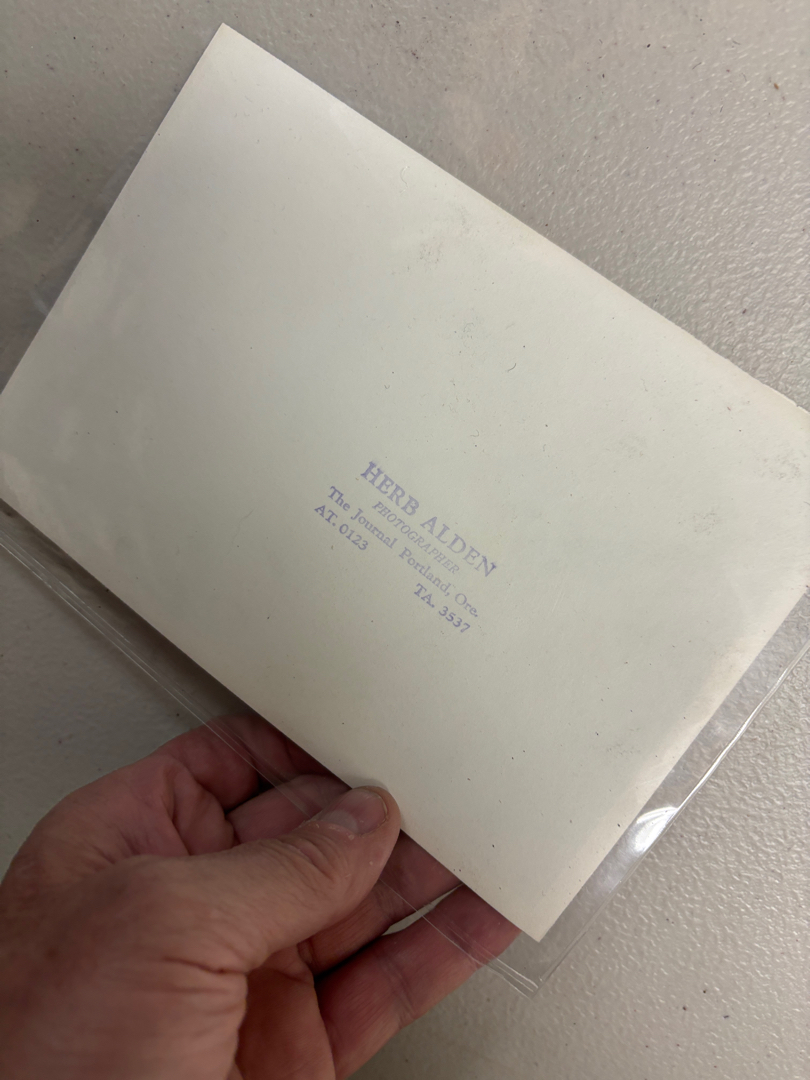 HERB ALDEN
PHOTOGRAPHER
The Journal Portland, Ore.
AT. 0123 TA. 3537